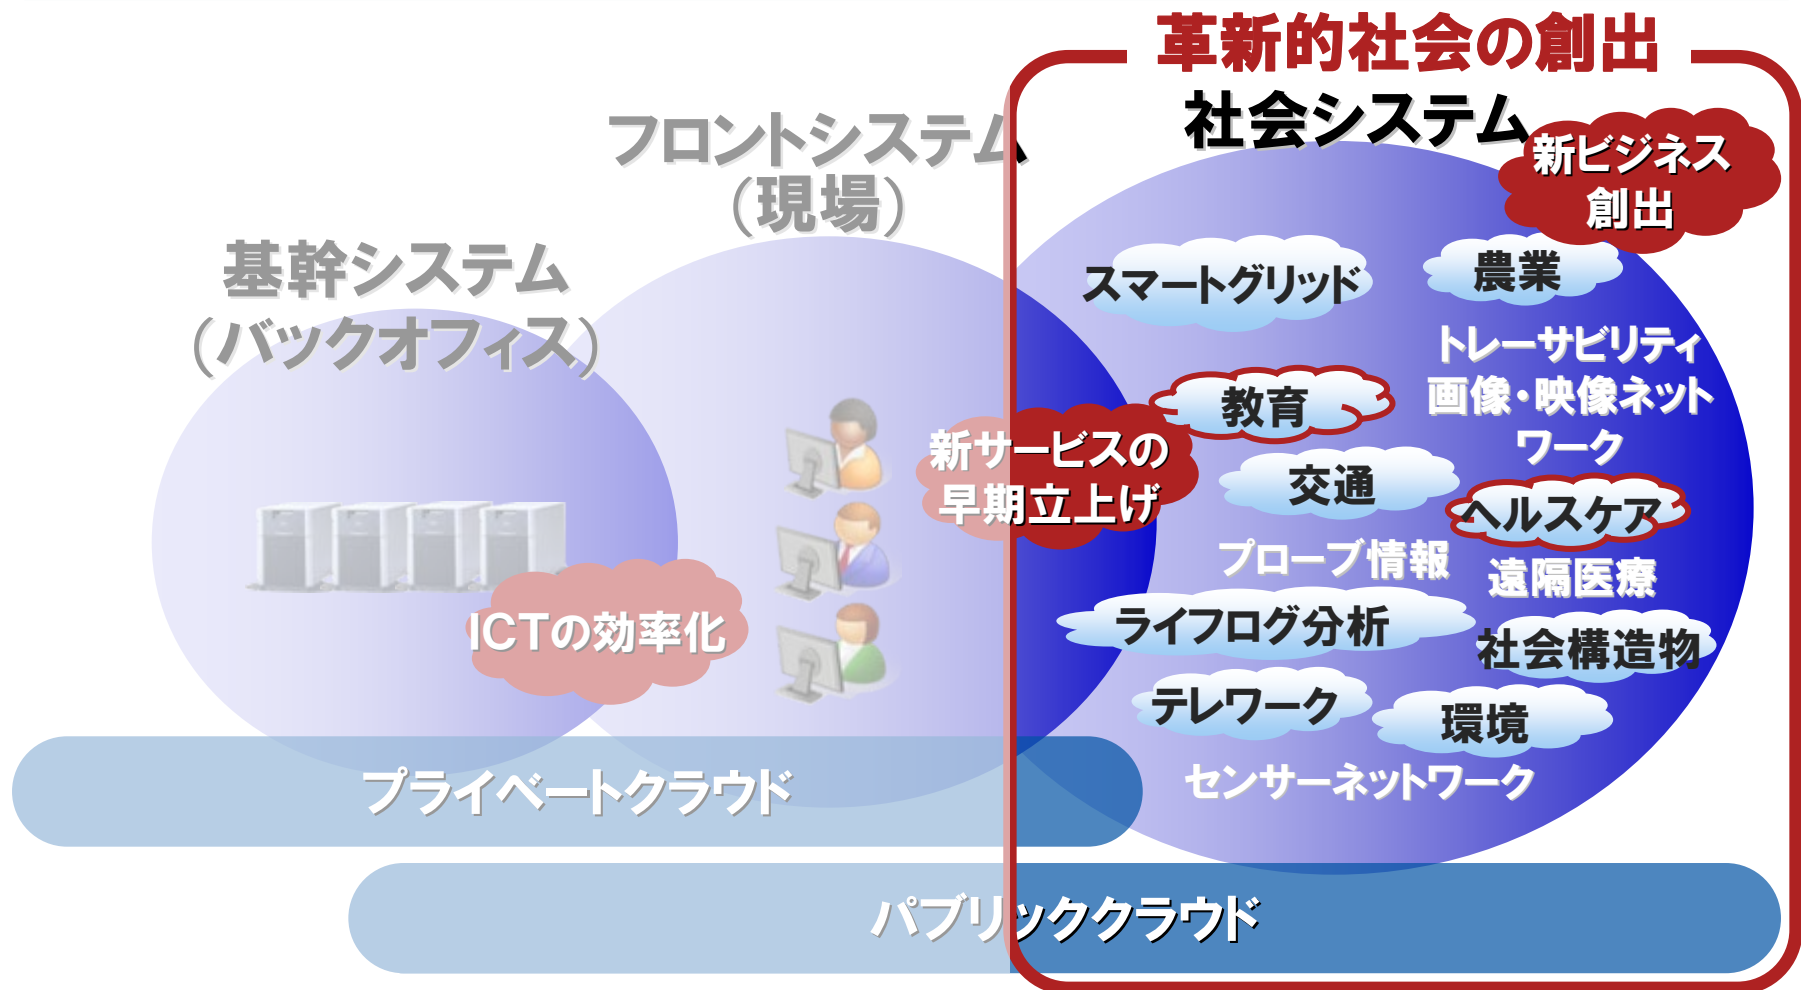 革新的社会の創出
社会システム
新ビジネス
創出
フロントシステム
（現場）
基幹システム
（バックオフィス）
スマートグリッド
農業
トレーサビリティ
画像・映像ネット
ワーク
教育
新サービスの
早期立上げ
交通
ヘルスケア
プローブ情報
遠隔医療
ICTの効率化
ライフログ分析
社会構造物
テレワーク
環境
センサーネットワーク
プライベートクラウド
パブリッククラウド